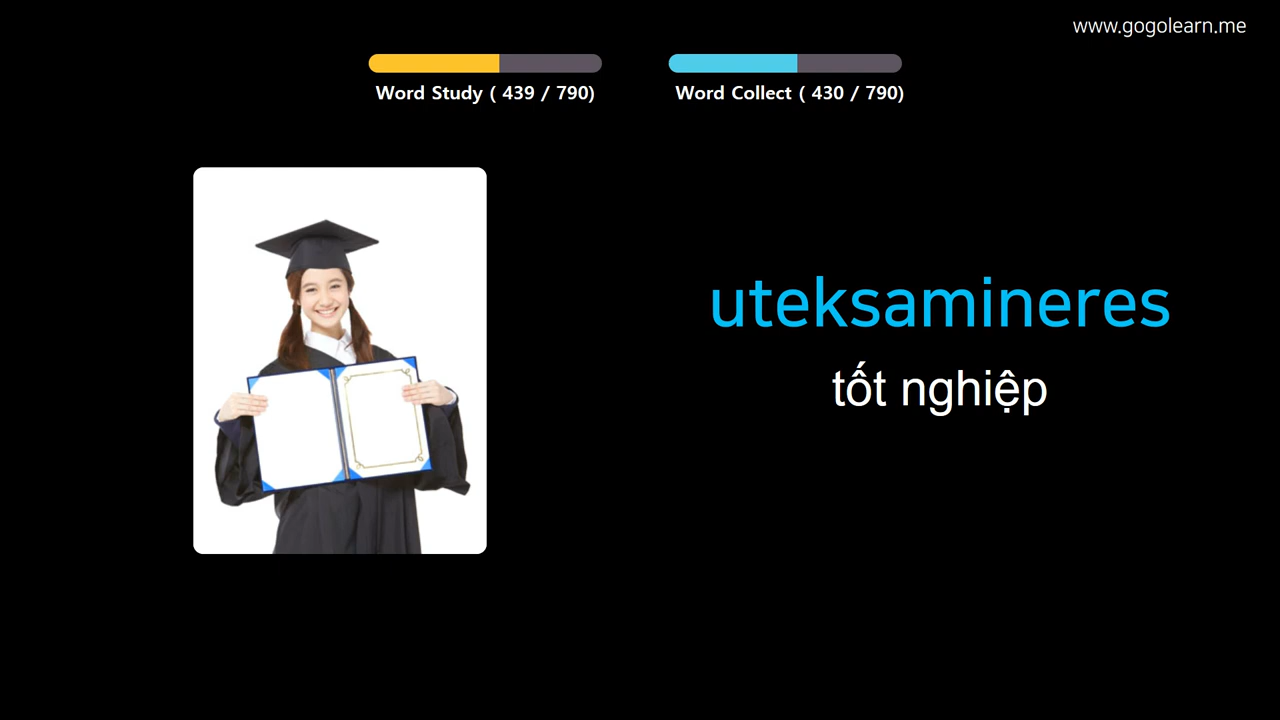 www.gogolearn.me
Word Study ( 439 / 790)
Word Collect ( 430 / 790)
uteksamineres
tốt nghiệp